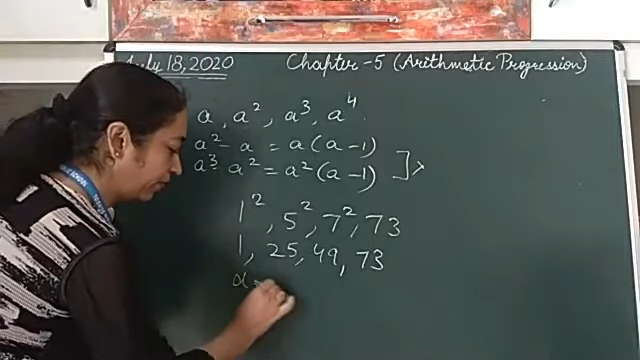 July 18, 2020
Chapter-5 (Arithmetic Progression)
a, a², a³, a⁴.
a² - a = a(a-1)
a³ - a² = a²(a-1)
1², 5², 7², 73
1, 25, 49, 73
d =